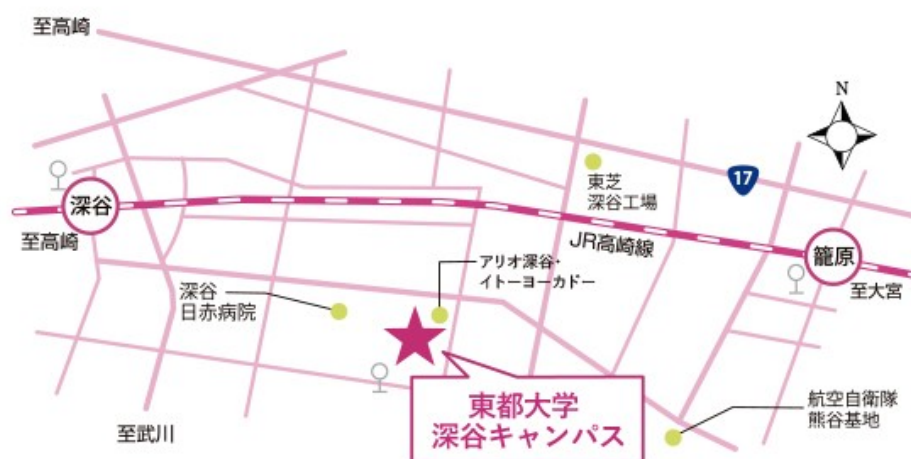 至高崎
N
17
東芝
深谷工場
深谷
至高崎
JR高崎線
籠原
至大宮
アリオ深谷・
イトーヨーカドー
深谷
日赤病院
東都大学
深谷キャンパス
航空自衛隊
熊谷基地
至武川